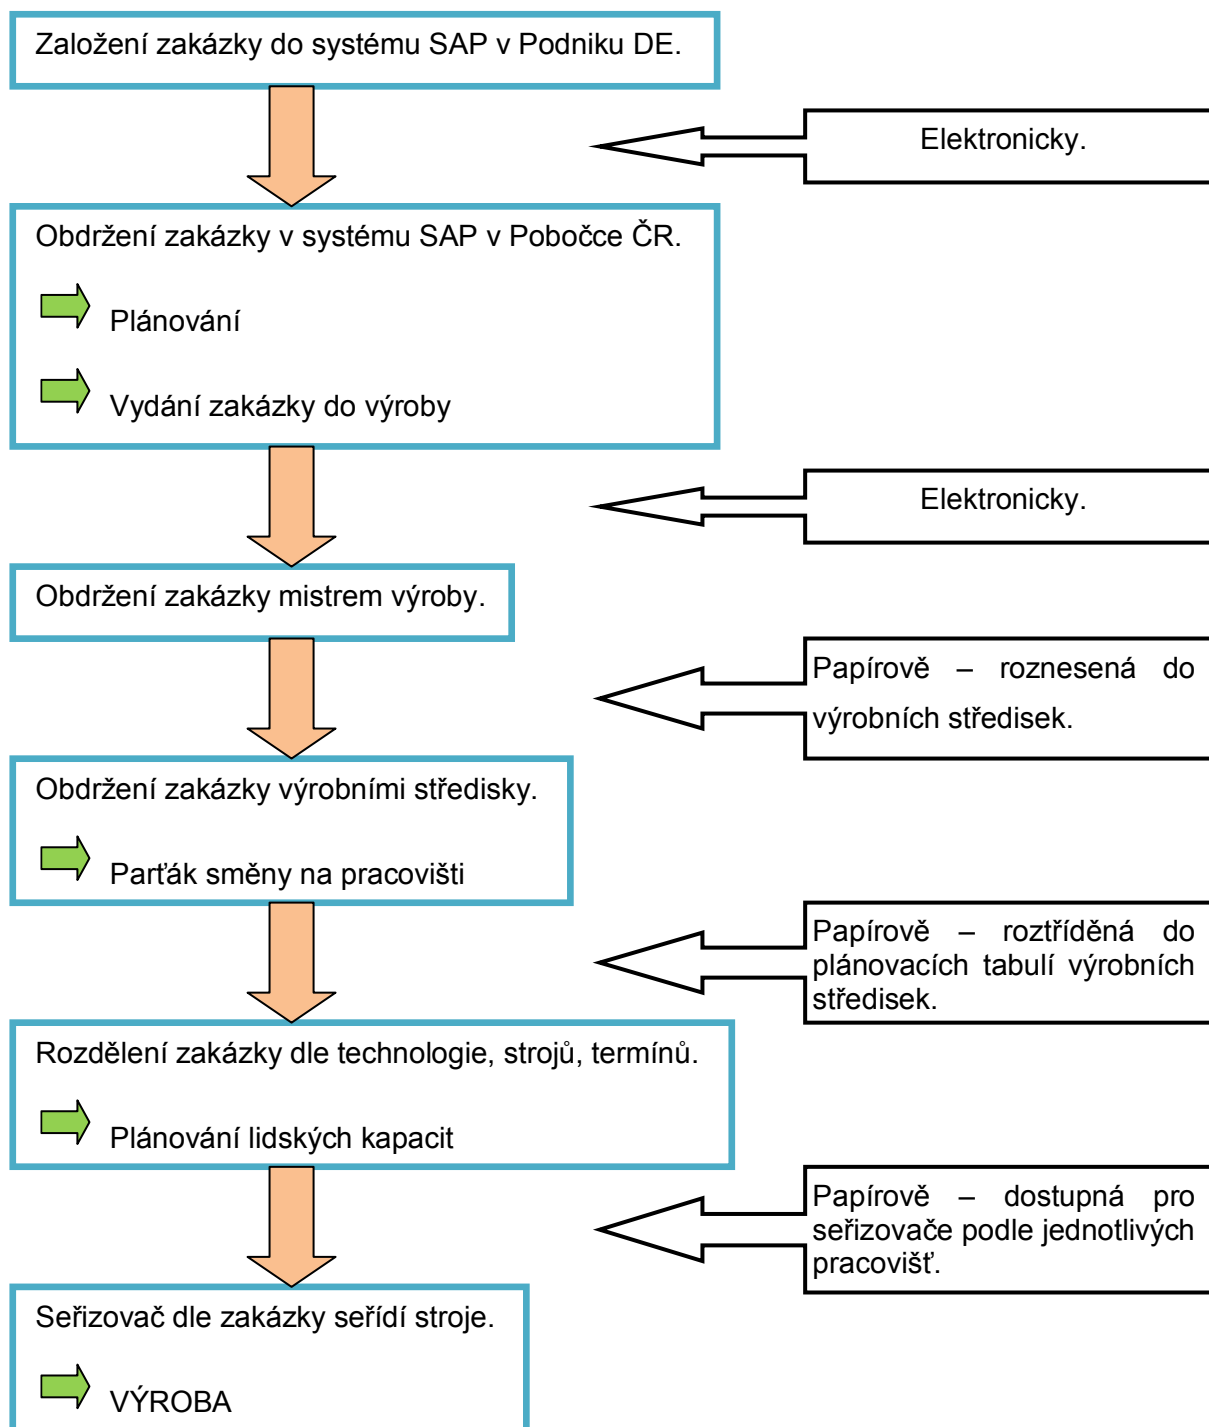 Založení zakázky do systému SAP v Podniku DE.
Elektronicky.
Obdržení zakázky v systému SAP v Pobočce ČR.
Plánování
Vydání zakázky do výroby
Elektronicky.
Obdržení zakázky mistrem výroby.
Papírově – roznesená do
výrobních středisek.
Obdržení zakázky výrobními středisky.
Parťák směny na pracovišti
Papírově – roztříděná do
plánovacích tabulí výrobních
středisek.
Rozdělení zakázky dle technologie, strojů, termínů.
Plánování lidských kapacit
Papírově – dostupná pro
seřizovače podle jednotlivých
pracovišť.
Seřizovač dle zakázky seřídí stroje.
VÝROBA